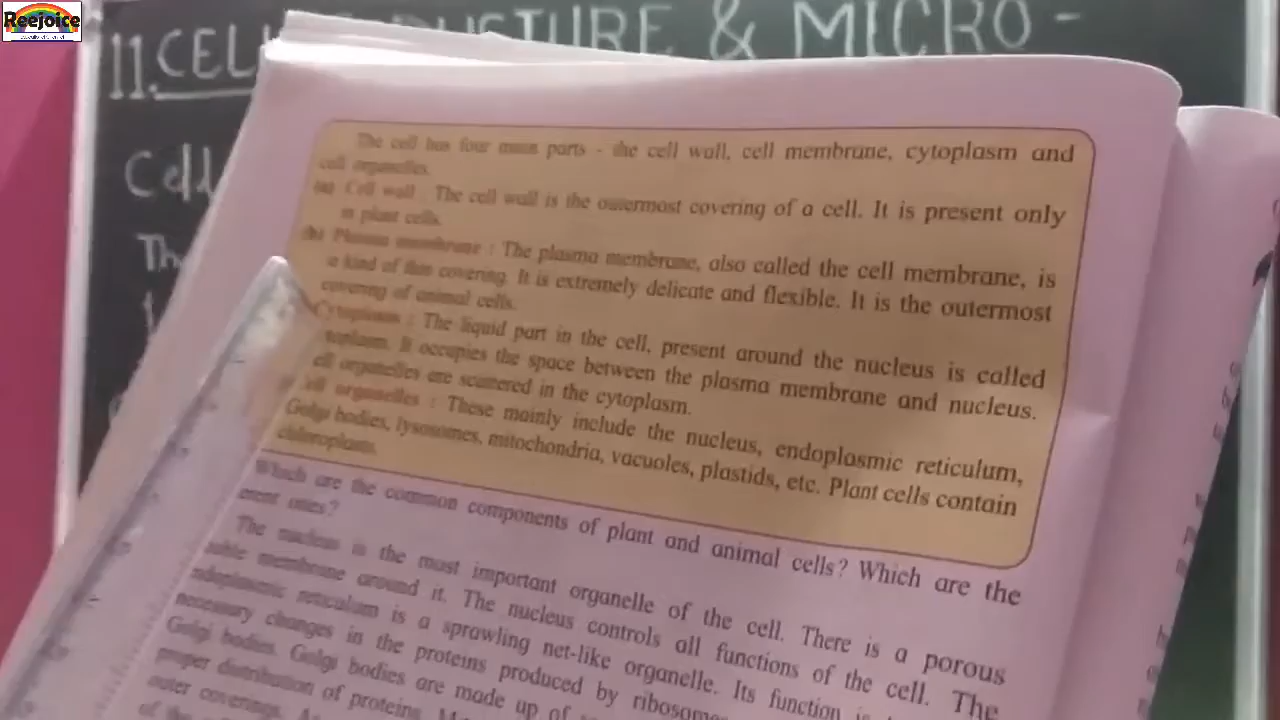 Reejoice
11. CELL STRUCTURE & MICRO -
Cell
The cell has four main parts - the cell wall, cell membrane, cytoplasm and
cell organelles.
(a) Cell wall : The cell wall is the outermost covering of a cell. It is present only
in plant cells.
(b) Plasma membrane : The plasma membrane, also called the cell membrane, is
a kind of thin covering. It is extremely delicate and flexible. It is the outermost
covering of animal cells.
Cytoplasm : The liquid part in the cell, present around the nucleus is called
toplasm. It occupies the space between the plasma membrane and nucleus.
ell organelles are scattered in the cytoplasm.
ell organelles : These mainly include the nucleus, endoplasmic reticulum,
Golgi bodies, lysosomes, mitochondria, vacuoles, plastids, etc. Plant cells contain
chloroplasts.
Which are the common components of plant and animal cells? Which are the
erent ones?
The nucleus is the most important organelle of the cell. There is a porous
uble membrane around it. The nucleus controls all functions of the cell. The
ndoplasmic reticulum is a sprawling net-like organelle. Its function is
necessary changes in the proteins produced by ribosomes
Golgi bodies. Golgi bodies are made up of
proper distribution of proteins.
outer coverings.
of the